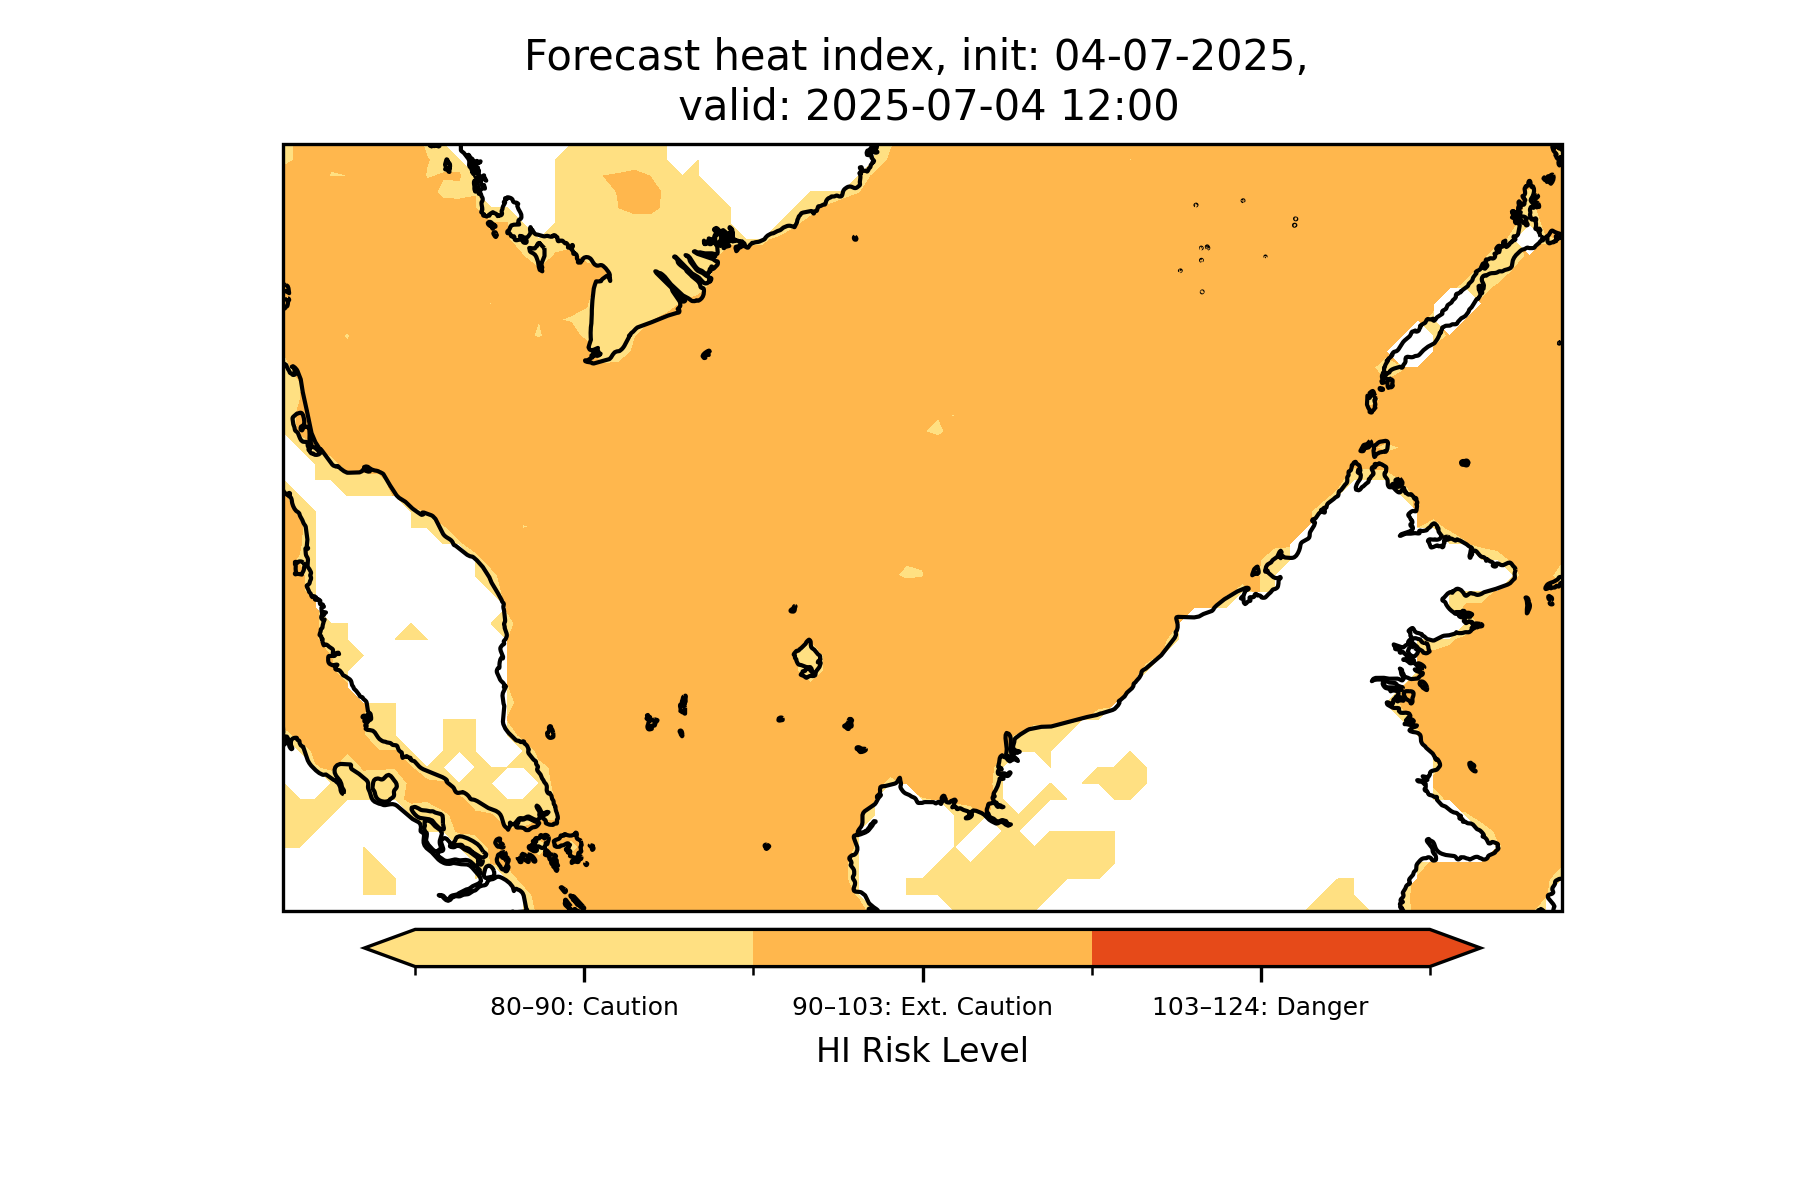 Forecast heat index, init: 04-07-2025,
valid: 2025-07-04 12:00
80–90: Caution
90–103: Ext. Caution
103–124: Danger
HI Risk Level